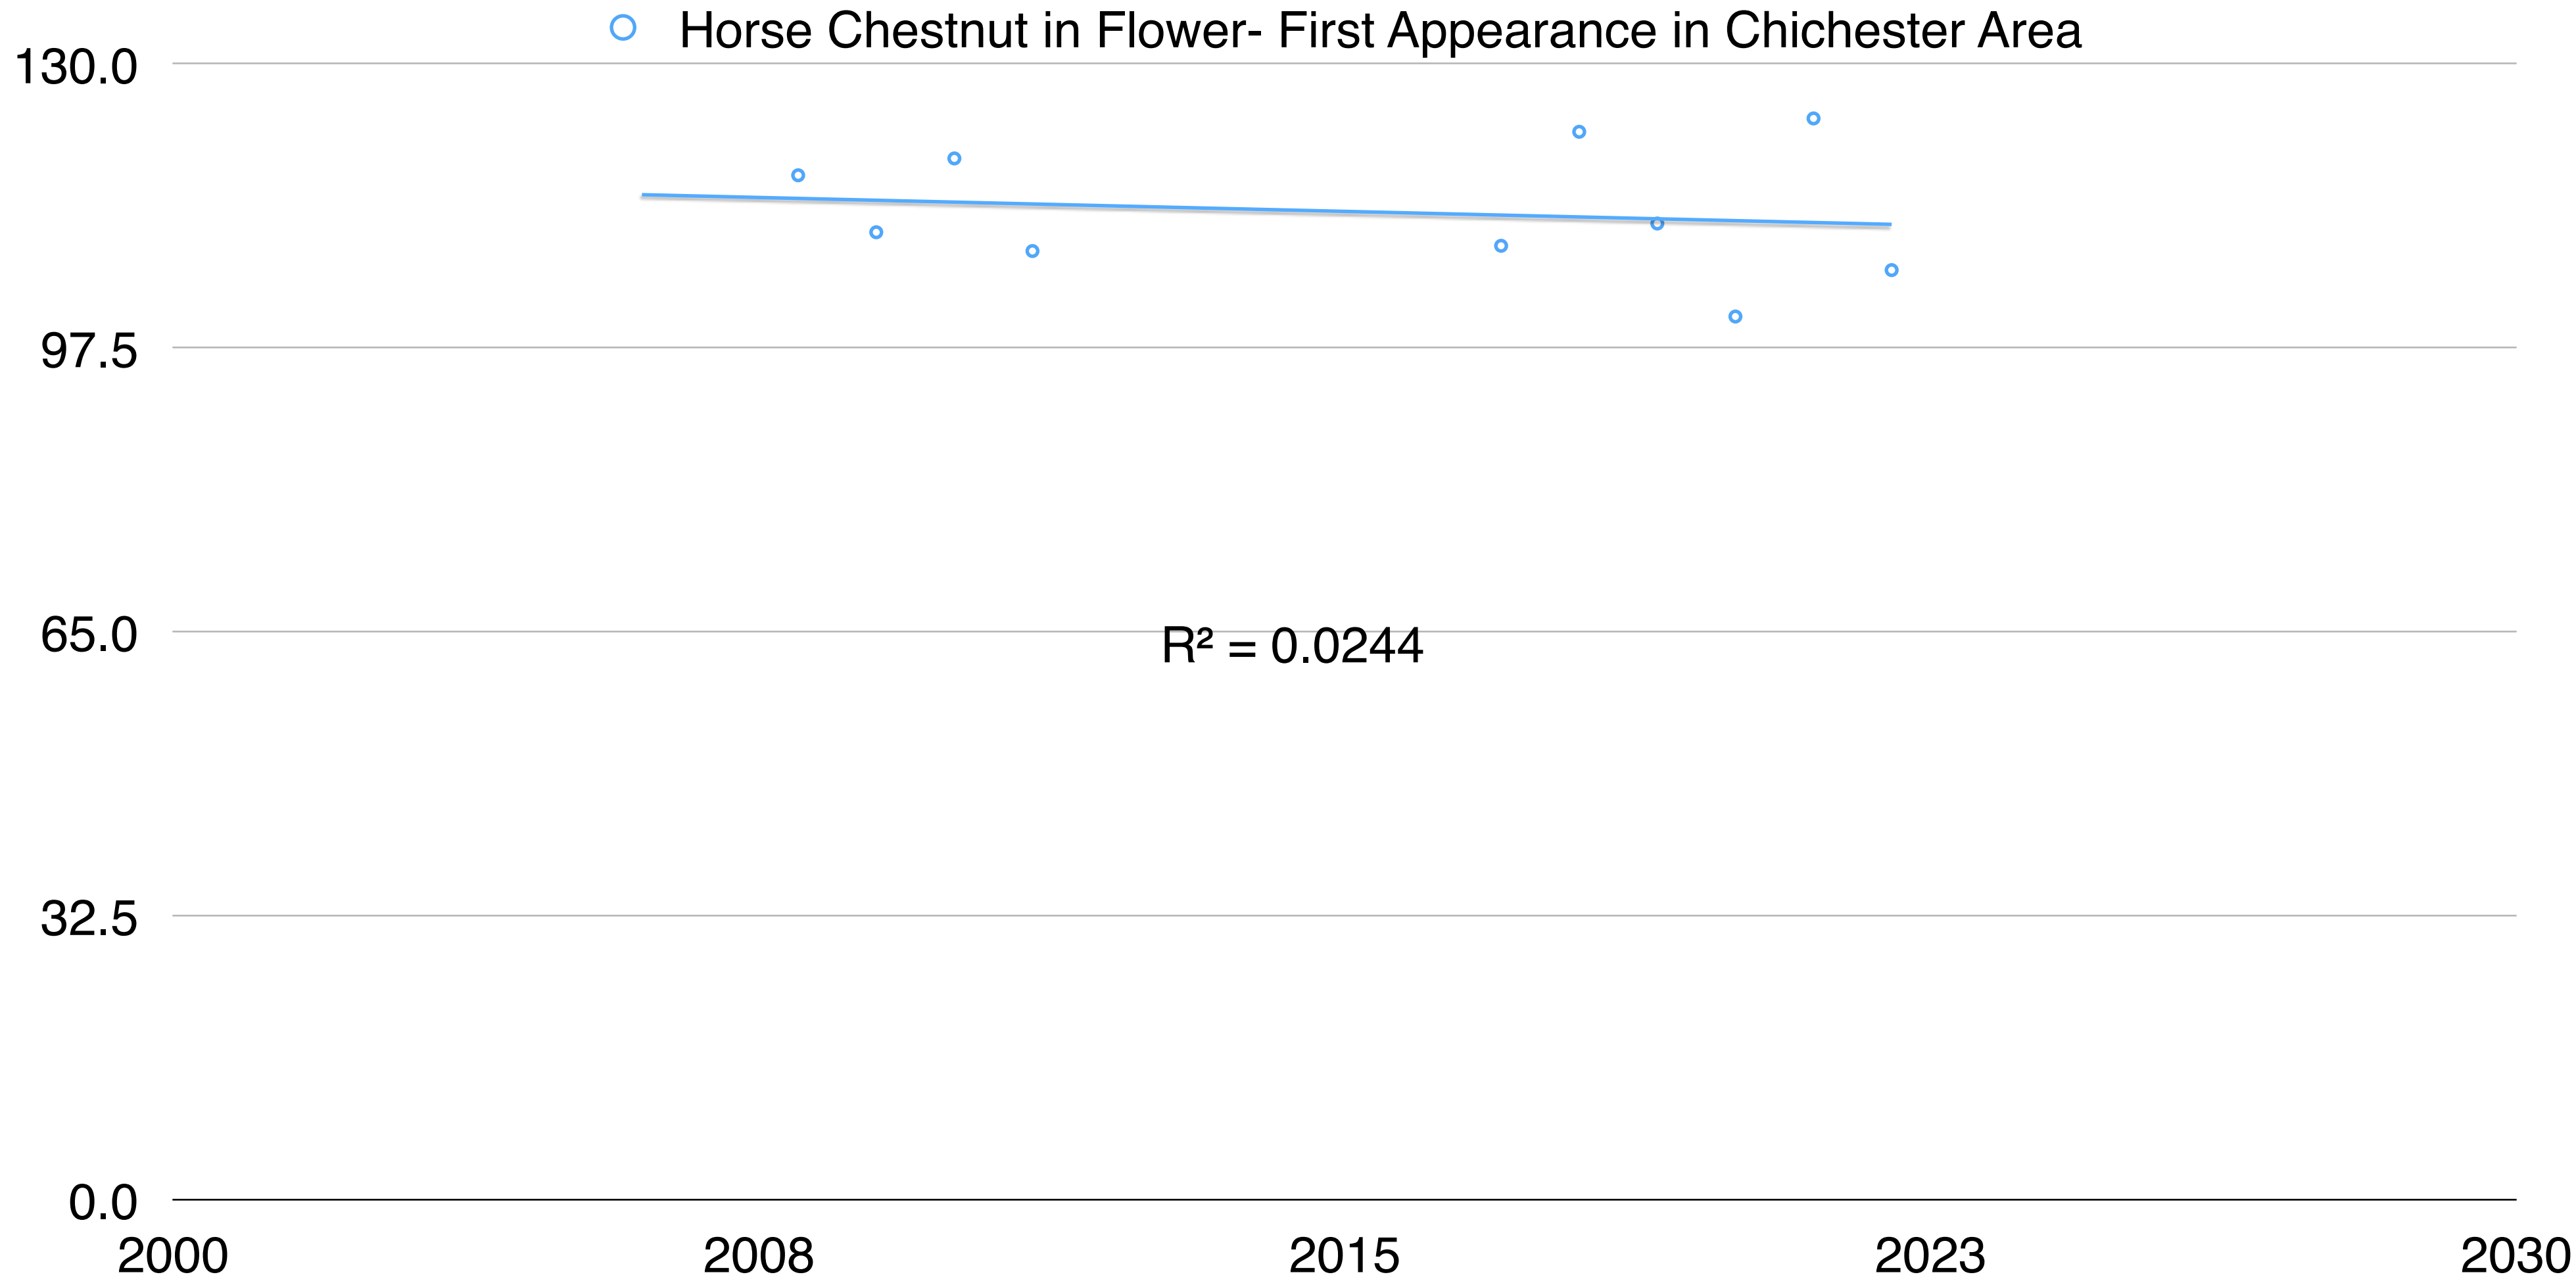 Horse Chestnut in Flower- First Appearance in Chichester Area
130.0
97.5
65.0
R² = 0.0244
32.5
0.0
2000 2008 2015 2023 2030